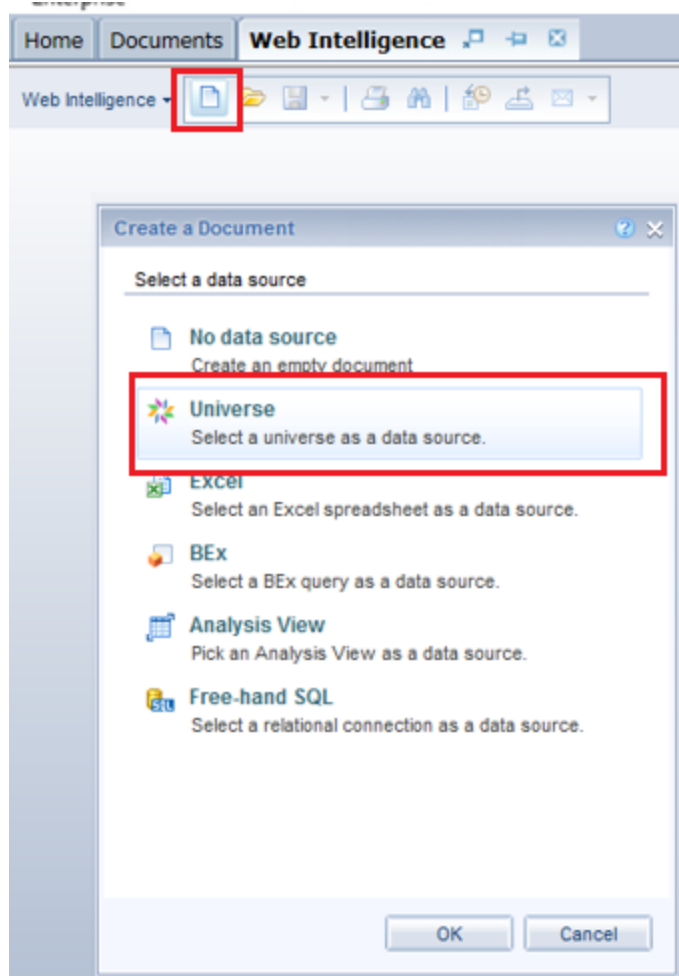 Enterprise
Home Documents Web Intelligence
Web Intelligence
Create a Document
Select a data source
No data source
Create an empty document
Universe
Select a universe as a data source.
Excel
Select an Excel spreadsheet as a data source.
BEx
Select a BEx query as a data source.
Analysis View
Pick an Analysis View as a data source.
Free-hand SQL
Select a relational connection as a data source.
OK Cancel